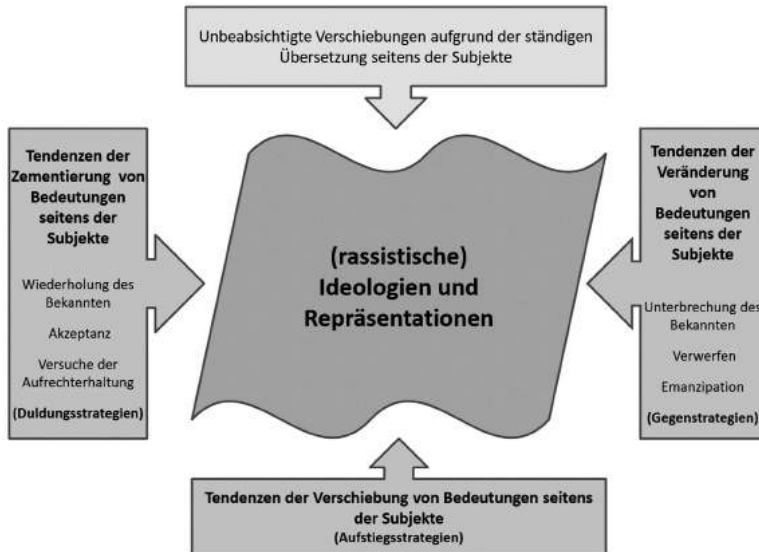 Unbeabsichtigte Verschiebungen aufgrund der ständigen
Übersetzung seitens der Subjekte
Tendenzen der
Zementierung von
Bedeutungen
seitens der
Subjekte
Wiederholung des
Bekannten
Akzeptanz
Versuche der
Aufrechterhaltung
(Duldungsstrategien)
(rassistische)
Ideologien und
Repräsentationen
Tendenzen der
Veränderung
von
Bedeutungen
seitens der
Subjekte
Unterbrechung des
Bekannten
Verwerfen
Emanzipation
(Gegenstrategien)
Tendenzen der Verschiebung von Bedeutungen seitens
der Subjekte
(Aufstiegsstrategien)